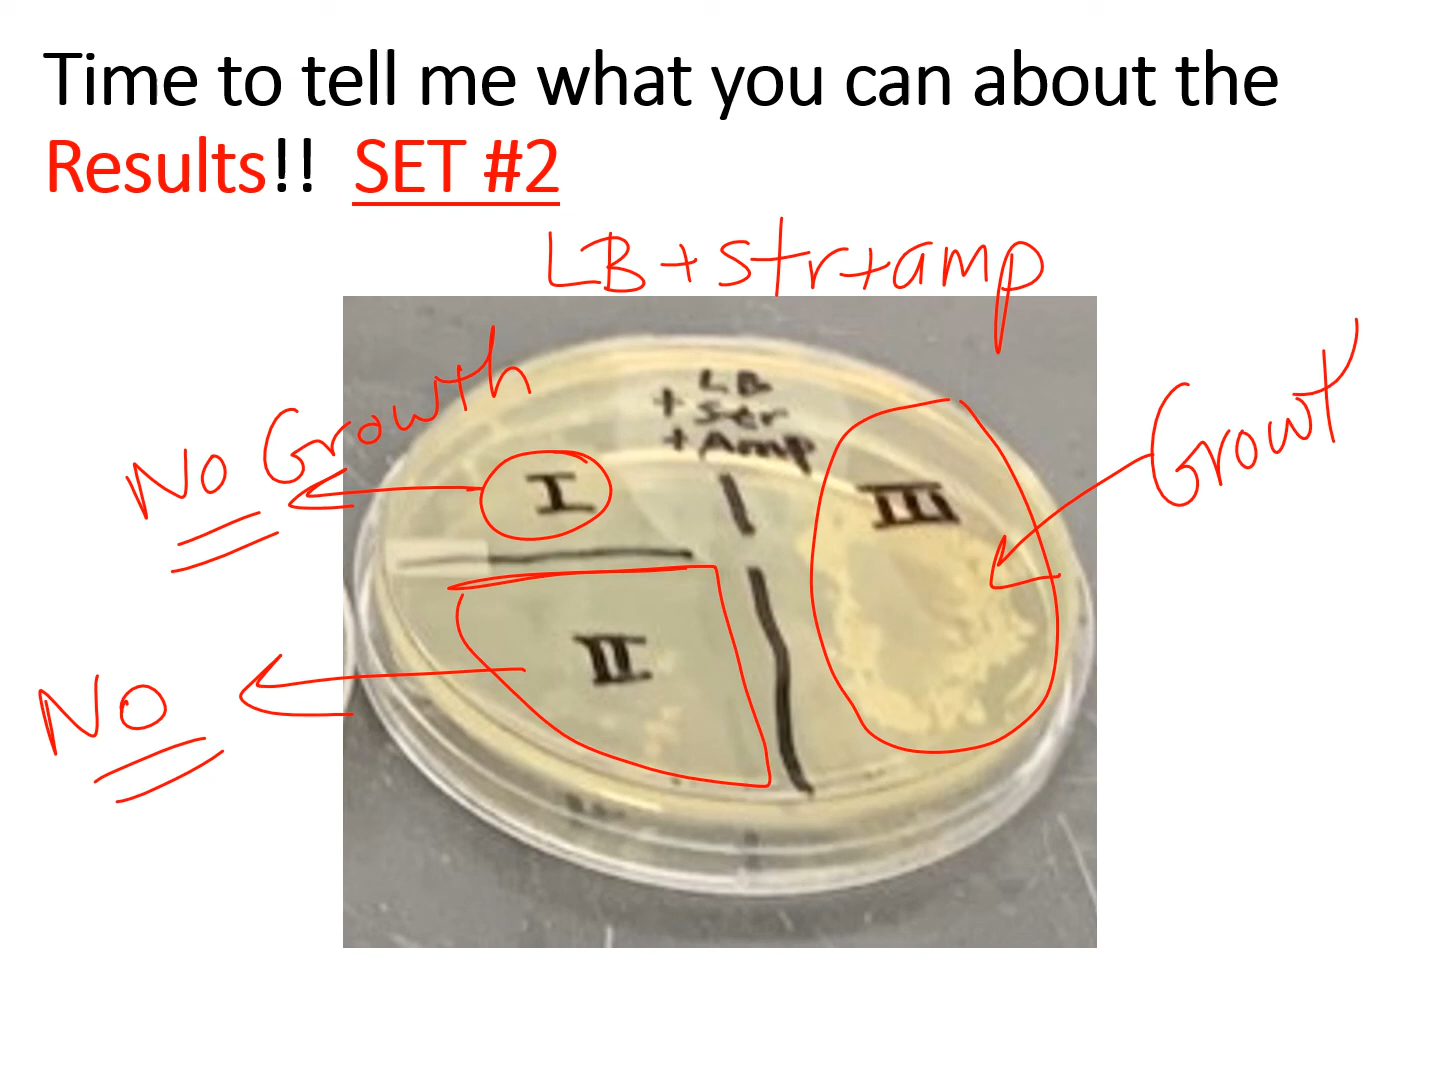 Time to tell me what you can about the
Results!! SET #2
LB + str + amp
LB
+ Str
+ Amp
No Growth
I
III
Growt
II
No